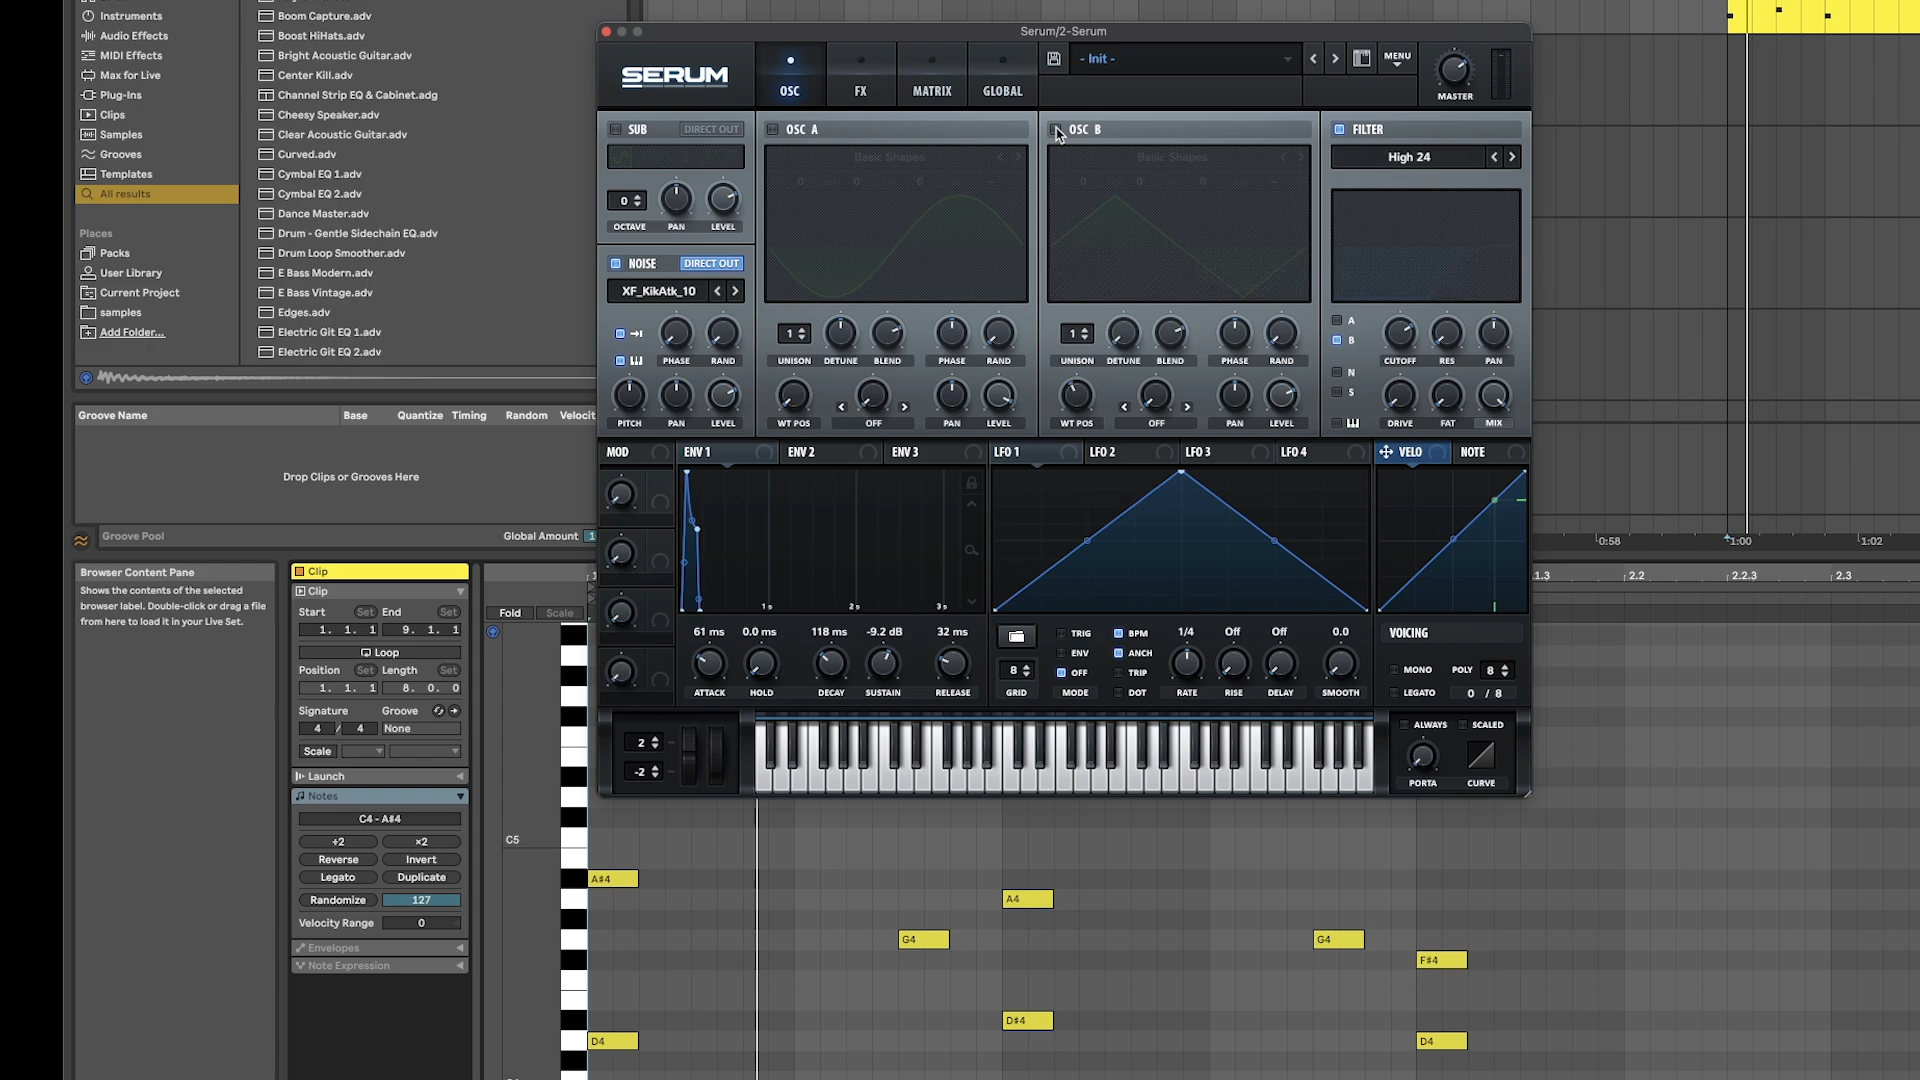 Serum/2-Serum
Instruments
Audio Effects
MIDI Effects
Max for Live
Plug-Ins
Clips
Samples
Grooves
Templates
All results
Places
Packs
User Library
Current Project
samples
Add Folder...
Boom Capture.adv
Boost HiHats.adv
Bright Acoustic Guitar.adv
Center Kill.adv
Channel Strip EQ & Cabinet.adg
Cheesy Speaker.adv
Clear Acoustic Guitar.adv
Curved.adv
Cymbal EQ 1.adv
Cymbal EQ 2.adv
Dance Master.adv
Drum - Gentle Sidechain EQ.adv
Drum Loop Smoother.adv
E Bass Modern.adv
E Bass Vintage.adv
Edges.adv
Electric Git EQ 1.adv
Electric Git EQ 2.adv
Groove Name Base Quantize Timing Random Velocit
Drop Clips or Grooves Here
Groove Pool Global Amount 1
SERUM
OSC FX MATRIX GLOBAL
- Init -
MENU
MASTER
SUB DIRECT OUT
0
OCTAVE PAN LEVEL
NOISE DIRECT OUT
XF_KikAtk_10
PHASE RAND
PITCH PAN LEVEL
OSC A
Basic Shapes
1
UNISON DETUNE BLEND PHASE RAND
WT POS OFF PAN LEVEL
OSC B
Basic Shapes
1
UNISON DETUNE BLEND PHASE RAND
WT POS OFF PAN LEVEL
FILTER
High 24
A
B
N
S
CUTOFF RES PAN
DRIVE FAT MIX
MOD ENV 1 ENV 2 ENV 3 LFO 1 LFO 2 LFO 3 LFO 4 VELO NOTE
1s 2s 3s
61 ms 0.0 ms 118 ms -9.2 dB 32 ms
ATTACK HOLD DECAY SUSTAIN RELEASE
8
GRID
TRIG
ENV
OFF
MODE
BPM
ANCH
TRIP
DOT
1/4 Off Off 0.0
RATE RISE DELAY SMOOTH
VOICING
MONO POLY 8
LEGATO 0 / 8
2
-2
ALWAYS SCALED
PORTA CURVE
0:58 1:00 1:02
1 .1.3 2.2 2.2.3 2.3
Browser Content Pane
Shows the contents of the selected
browser label. Double-click or drag a file
from here to load it in your Live Set.
Clip
Clip
Start Set End Set
1. 1. 1 9. 1. 1
Loop
Position Set Length Set
1. 1. 1 8. 0. 0
Signature Groove
4 / 4 None
Scale
Launch
Notes
C4 - A#4
÷2 ×2
Reverse Invert
Legato Duplicate
Randomize 127
Velocity Range 0
Envelopes
Note Expression
Fold Scale
C5
A#4
A4
G4 G4
F#4
D#4
D4 D4